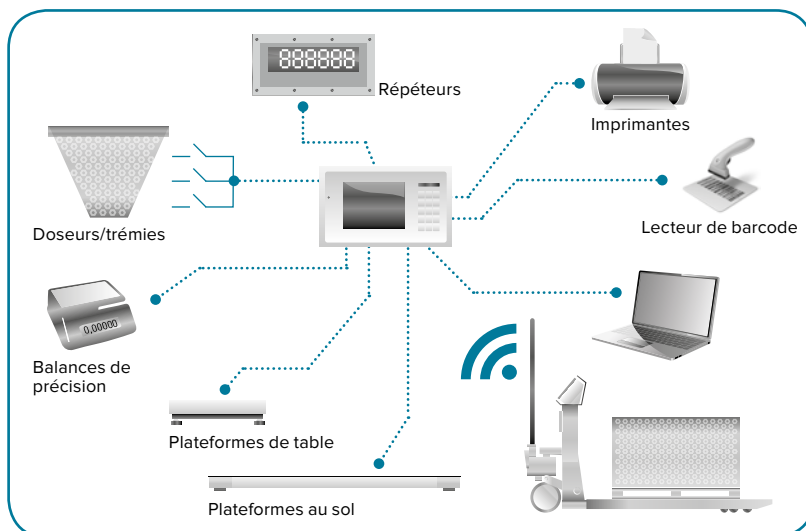 888888
Répéteurs
Imprimantes
Doseurs/trémies
Lecteur de barcode
0,00000
Balances de
précision
Plateformes de table
Plateformes au sol